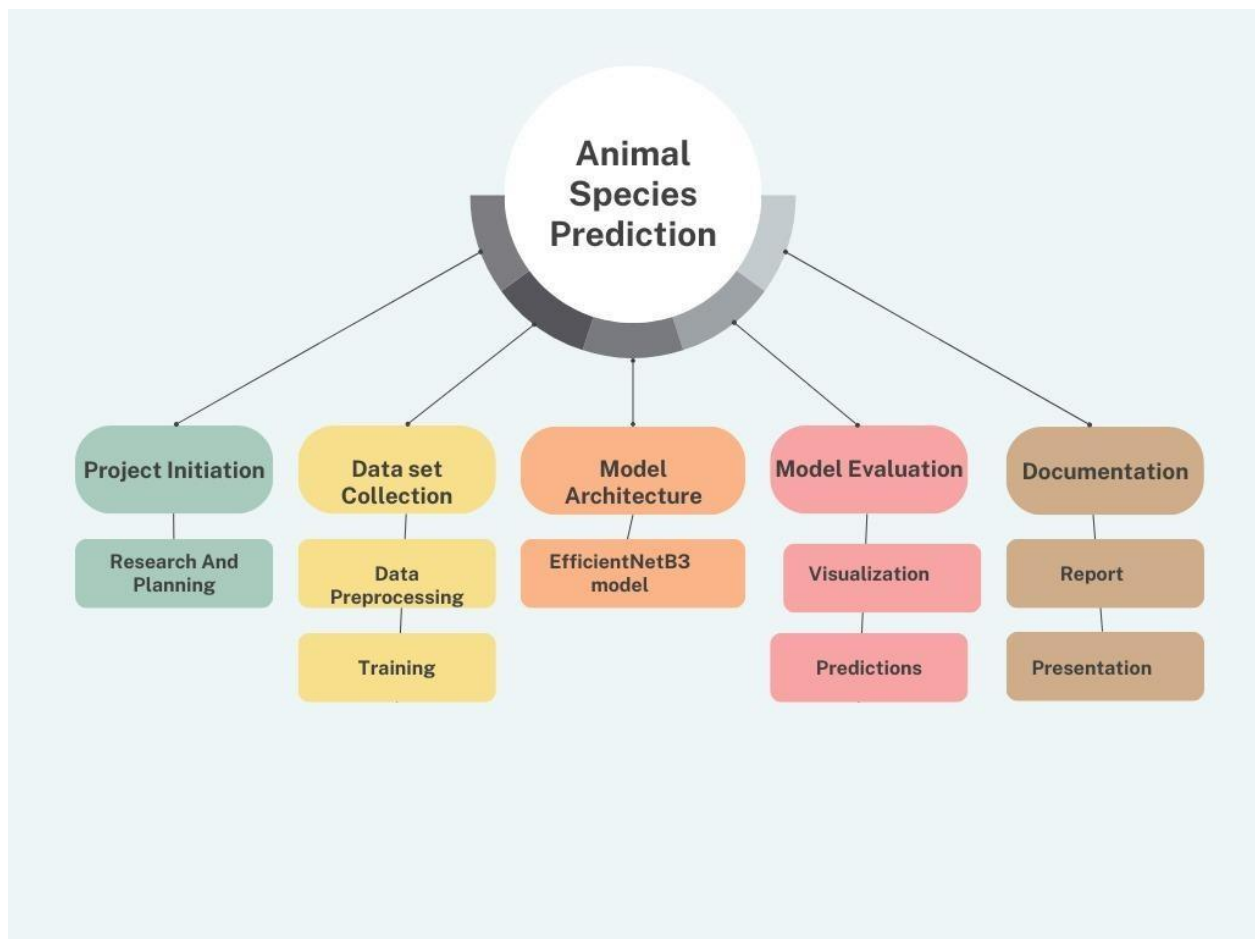 Animal
Species
Prediction
Project Initiation
Data set
Collection
Model
Architecture
Model Evaluation
Documentation
Research And
Planning
Data
Preprocessing
EfficientNetB3
model
Visualization
Report
Training
Predictions
Presentation